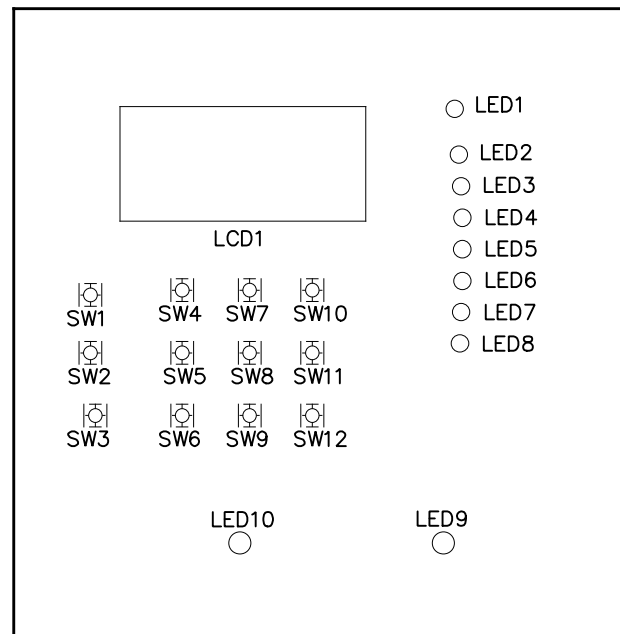 LED1
LED2
LED3
LED4
LED5
LED6
LED7
LED8
LCD1
SW1 SW4 SW7 SW10
SW2 SW5 SW8 SW11
SW3 SW6 SW9 SW12
LED10 LED9